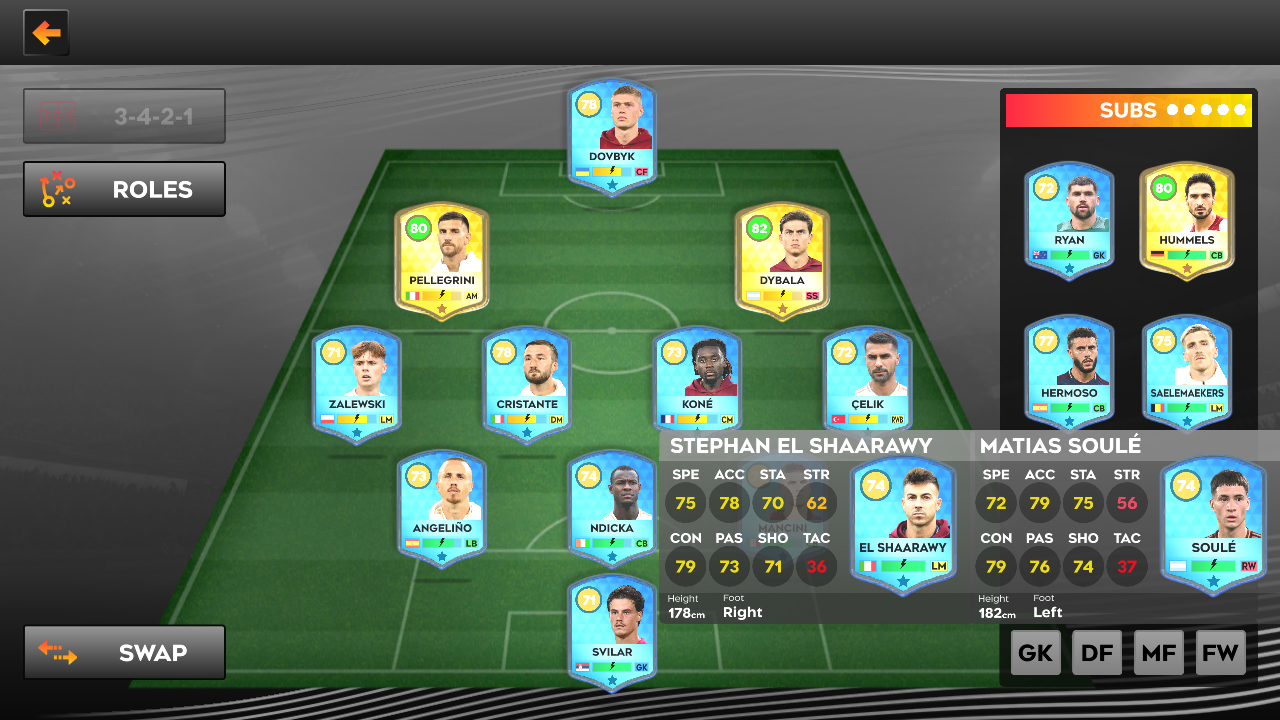 3-4-2-1
ROLES
SWAP
78
DOVBYK
CF
80
PELLEGRINI
AM
82
DYBALA
SS
71
ZALEWSKI
LM
78
CRISTANTE
DM
73
KONÉ
CM
72
ÇELIK
RWB
73
ANGELIÑO
LB
74
NDICKA
CB
MANCINI
71
SVILAR
GK
SUBS
72
RYAN
GK
80
HUMMELS
CB
77
HERMOSO
CB
75
SAELEMAEKERS
LM
STEPHAN EL SHAARAWY
SPE ACC STA STR
75 78 70 62
CON PAS SHO TAC
79 73 71 36
Height Foot
178cm Right
74
EL SHAARAWY
LM
MATIAS SOULÉ
SPE ACC STA STR
72 79 75 56
CON PAS SHO TAC
79 76 74 37
Height Foot
182cm Left
74
SOULÉ
RW
GK DF MF FW